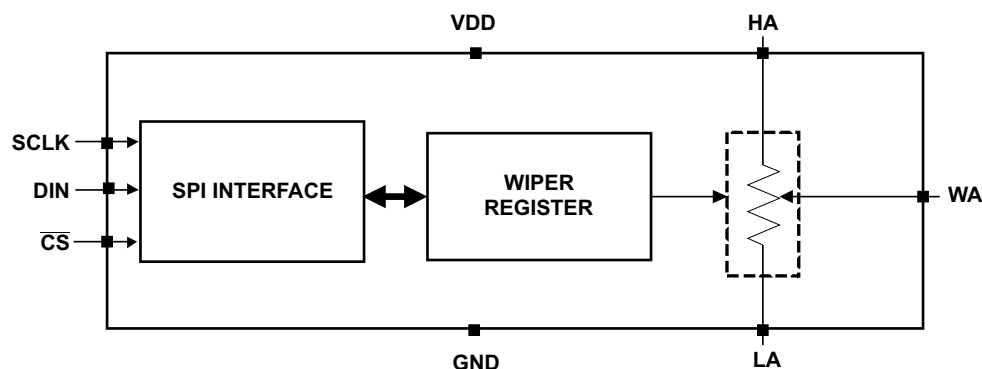 VDD
HA
SCLK
DIN
CS
SPI INTERFACE
WIPER
REGISTER
WA
GND
LA